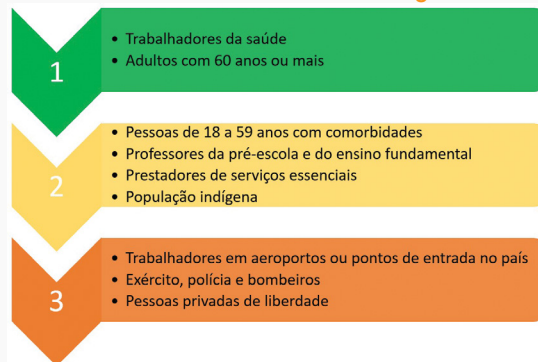 1
• Trabalhadores da saúde
• Adultos com 60 anos ou mais
2
• Pessoas de 18 a 59 anos com comorbidades
• Professores da pré-escola e do ensino fundamental
• Prestadores de serviços essenciais
• População indígena
3
• Trabalhadores em aeroportos ou pontos de entrada no país
• Exército, polícia e bombeiros
• Pessoas privadas de liberdade